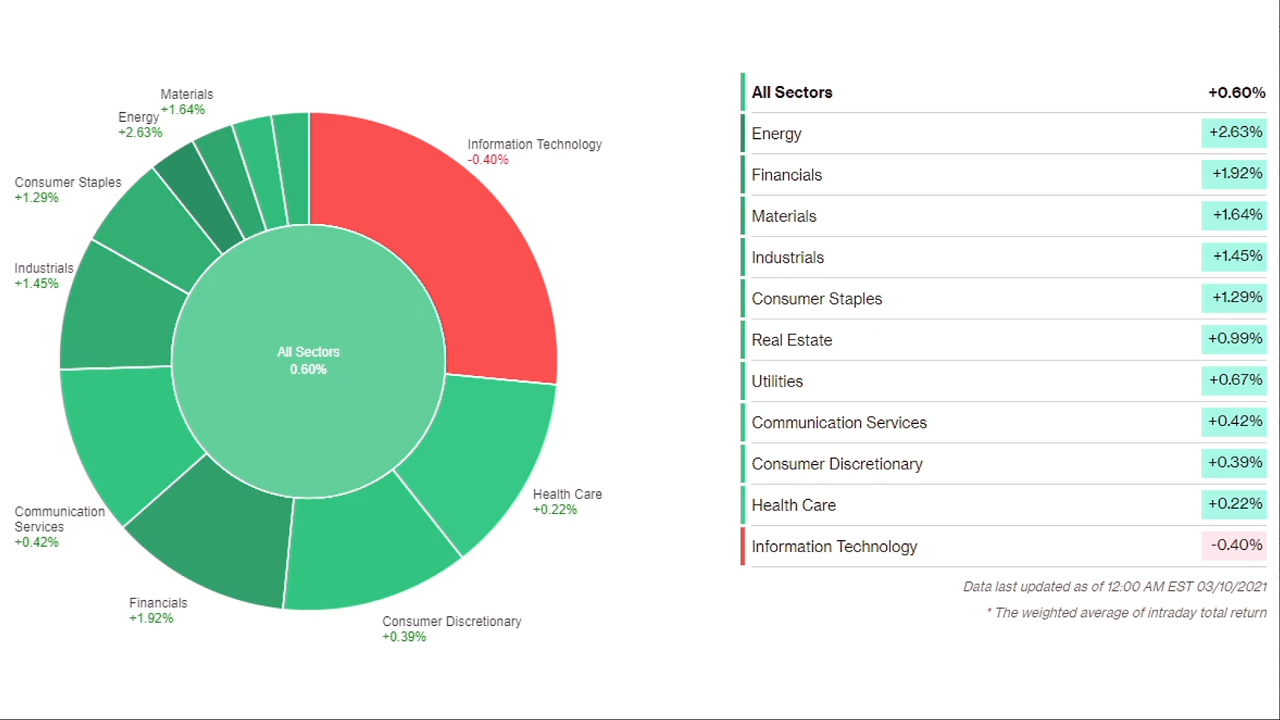 Materials
+1.64%
Energy
+2.63%
Information Technology
-0.40%
Consumer Staples
+1.29%
Industrials
+1.45%
All Sectors
0.60%
Health Care
+0.22%
Communication
Services
+0.42%
Financials
+1.92%
Consumer Discretionary
+0.39%
All Sectors +0.60%
Energy +2.63%
Financials +1.92%
Materials +1.64%
Industrials +1.45%
Consumer Staples +1.29%
Real Estate +0.99%
Utilities +0.67%
Communication Services +0.42%
Consumer Discretionary +0.39%
Health Care +0.22%
Information Technology -0.40%
Data last updated as of 12:00 AM EST 03/10/2021
* The weighted average of intraday total return